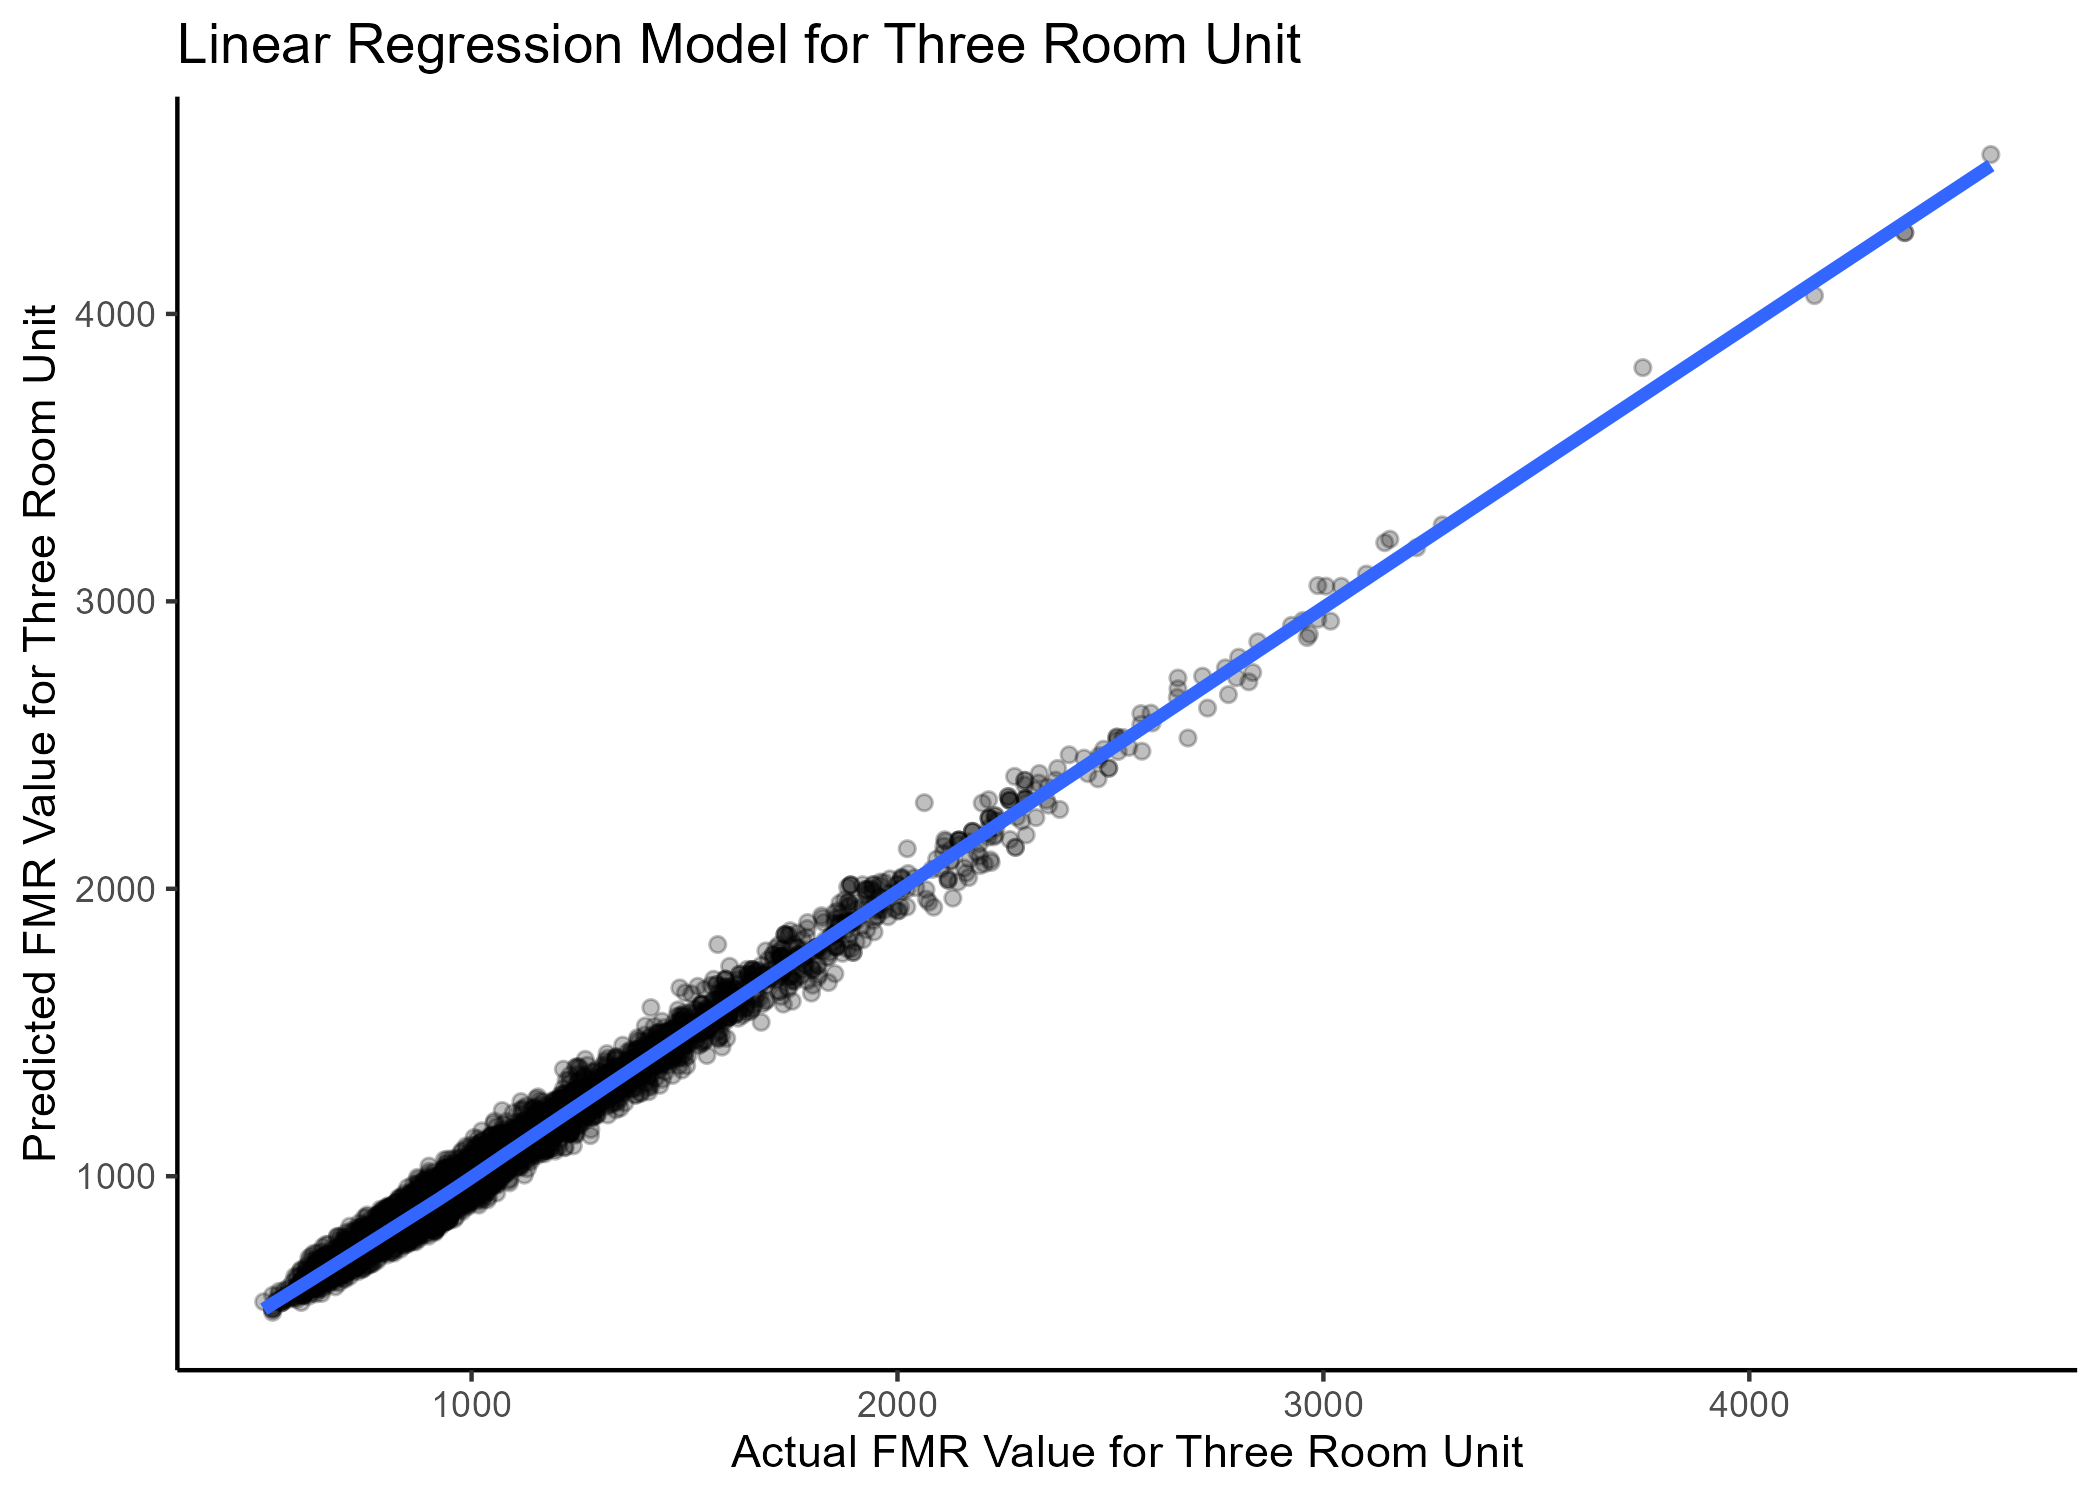 Linear Regression Model for Three Room Unit
Predicted FMR Value for Three Room Unit
4000
3000
2000
1000
1000 2000 3000 4000
Actual FMR Value for Three Room Unit